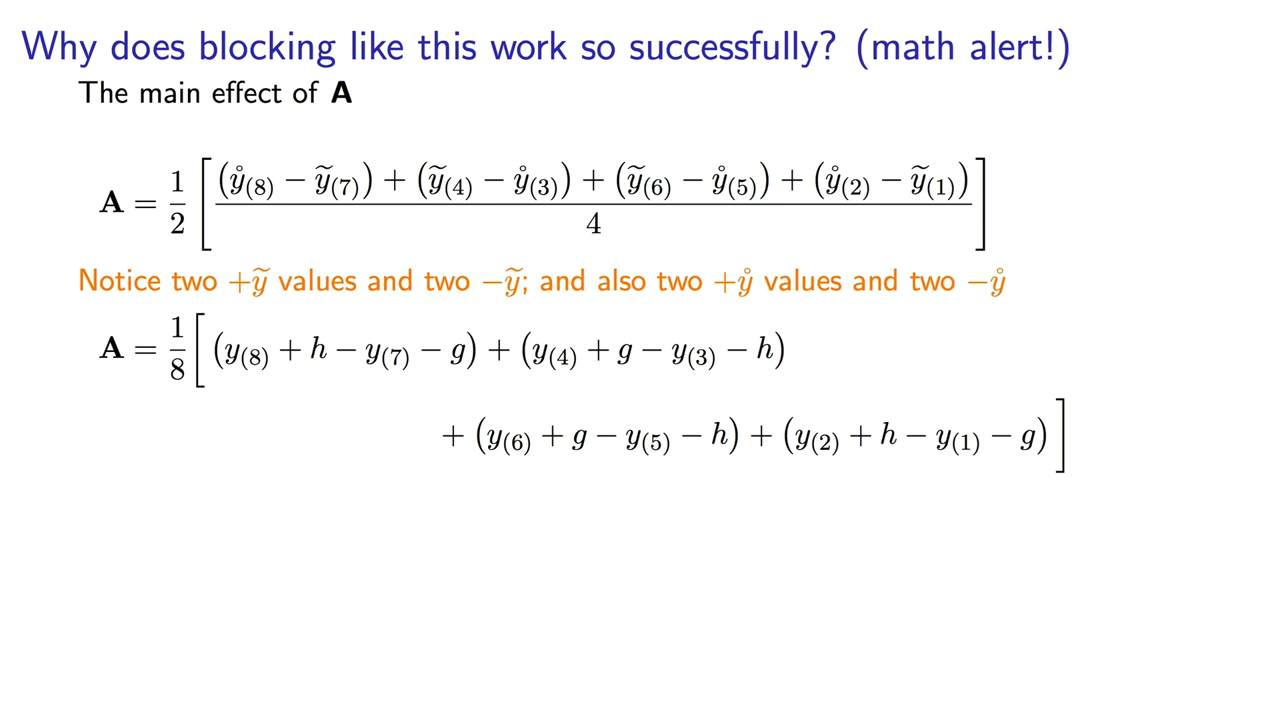 Why does blocking like this work so successfully? (math alert!)
The main effect of A
A = 1/2 [ ((ẙ(8) − ỹ(7)) + (ỹ(4) − ẙ(3)) + (ỹ(6) − ẙ(5)) + (ẙ(2) − ỹ(1))) / 4 ]
Notice two +ỹ values and two −ỹ; and also two +ẙ values and two −ẙ
A = 1/8 [ (y(8) + h − y(7) − g) + (y(4) + g − y(3) − h)
+ (y(6) + g − y(5) − h) + (y(2) + h − y(1) − g) ]